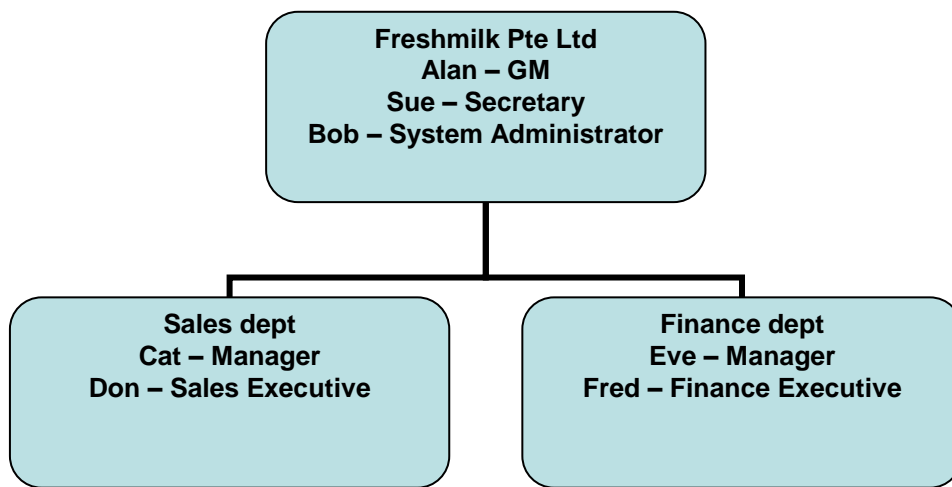 Freshmilk Pte Ltd
Alan – GM
Sue – Secretary
Bob – System Administrator
Sales dept
Cat – Manager
Don – Sales Executive
Finance dept
Eve – Manager
Fred – Finance Executive